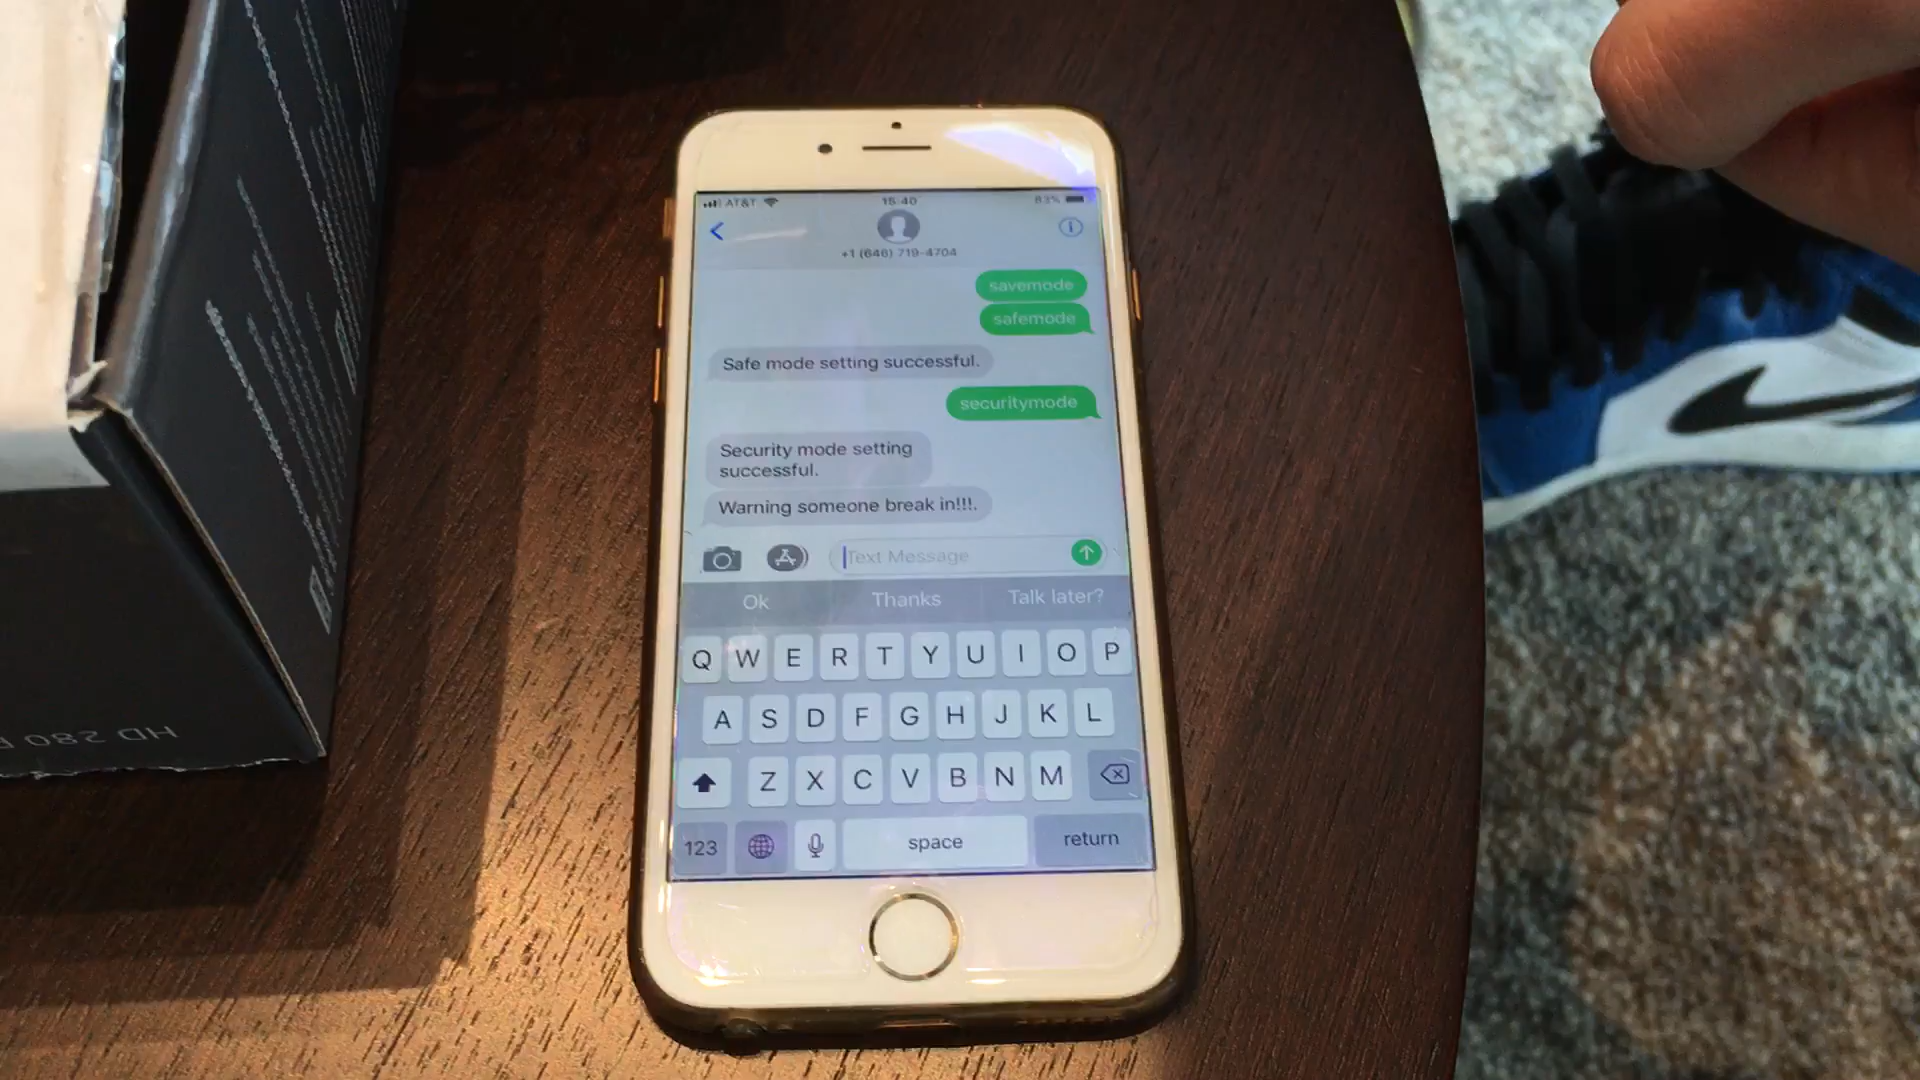 AT&T
15:40
83%
+1 (646) 719-4704
savemode
safemode
Safe mode setting successful.
securitymode
Security mode setting
successful.
Warning someone break in!!!.
Text Message
Ok
Thanks
Talk later?
Q W E R T Y U I O P
A S D F G H J K L
Z X C V B N M
123
space
return
HD 280